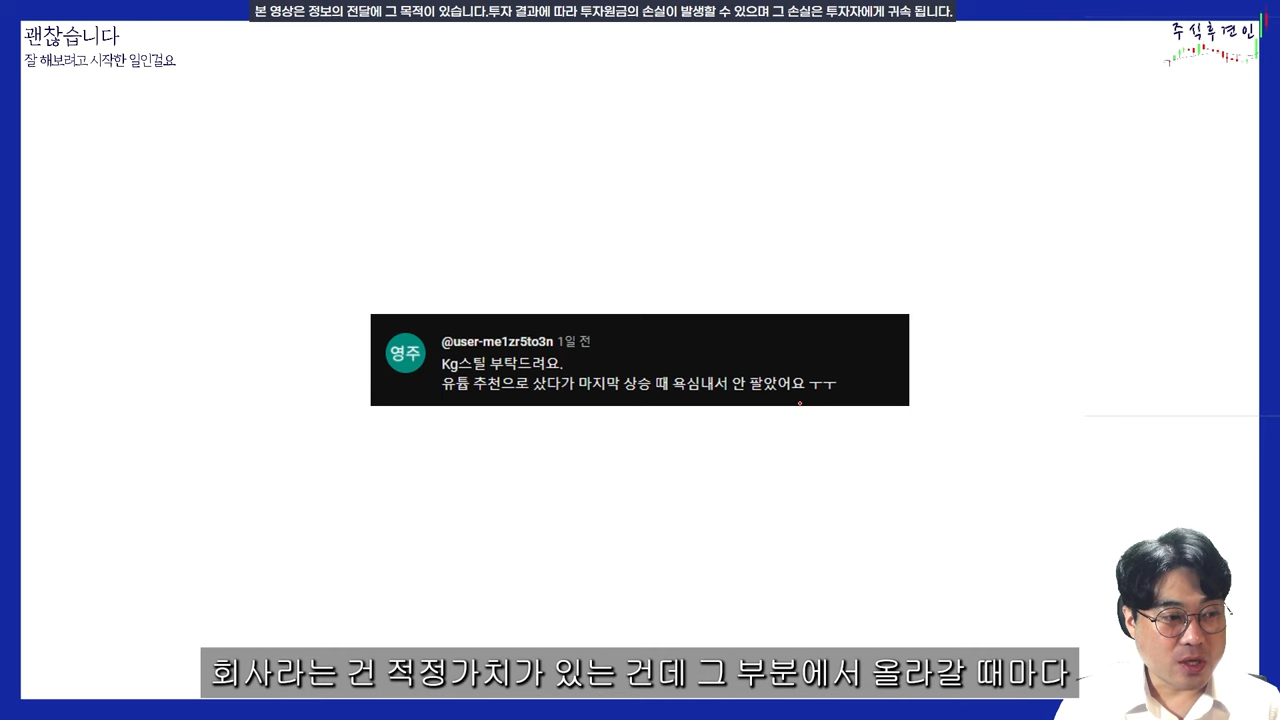 본 영상은 정보의 전달에 그 목적이 있습니다.투자 결과에 따라 투자원금의 손실이 발생할 수 있으며 그 손실은 투자자에게 귀속 됩니다.
괜찮습니다
잘 해보려고 시작한 일인걸요
주식후견인
영주
@user-me1zr5to3n 1일 전
Kg스틸 부탁드려요.
유튭 추천으로 샀다가 마지막 상승 때 욕심내서 안 팔았어요 ㅜㅜ
회사라는 건 적정가치가 있는 건데 그 부분에서 올라갈 때마다